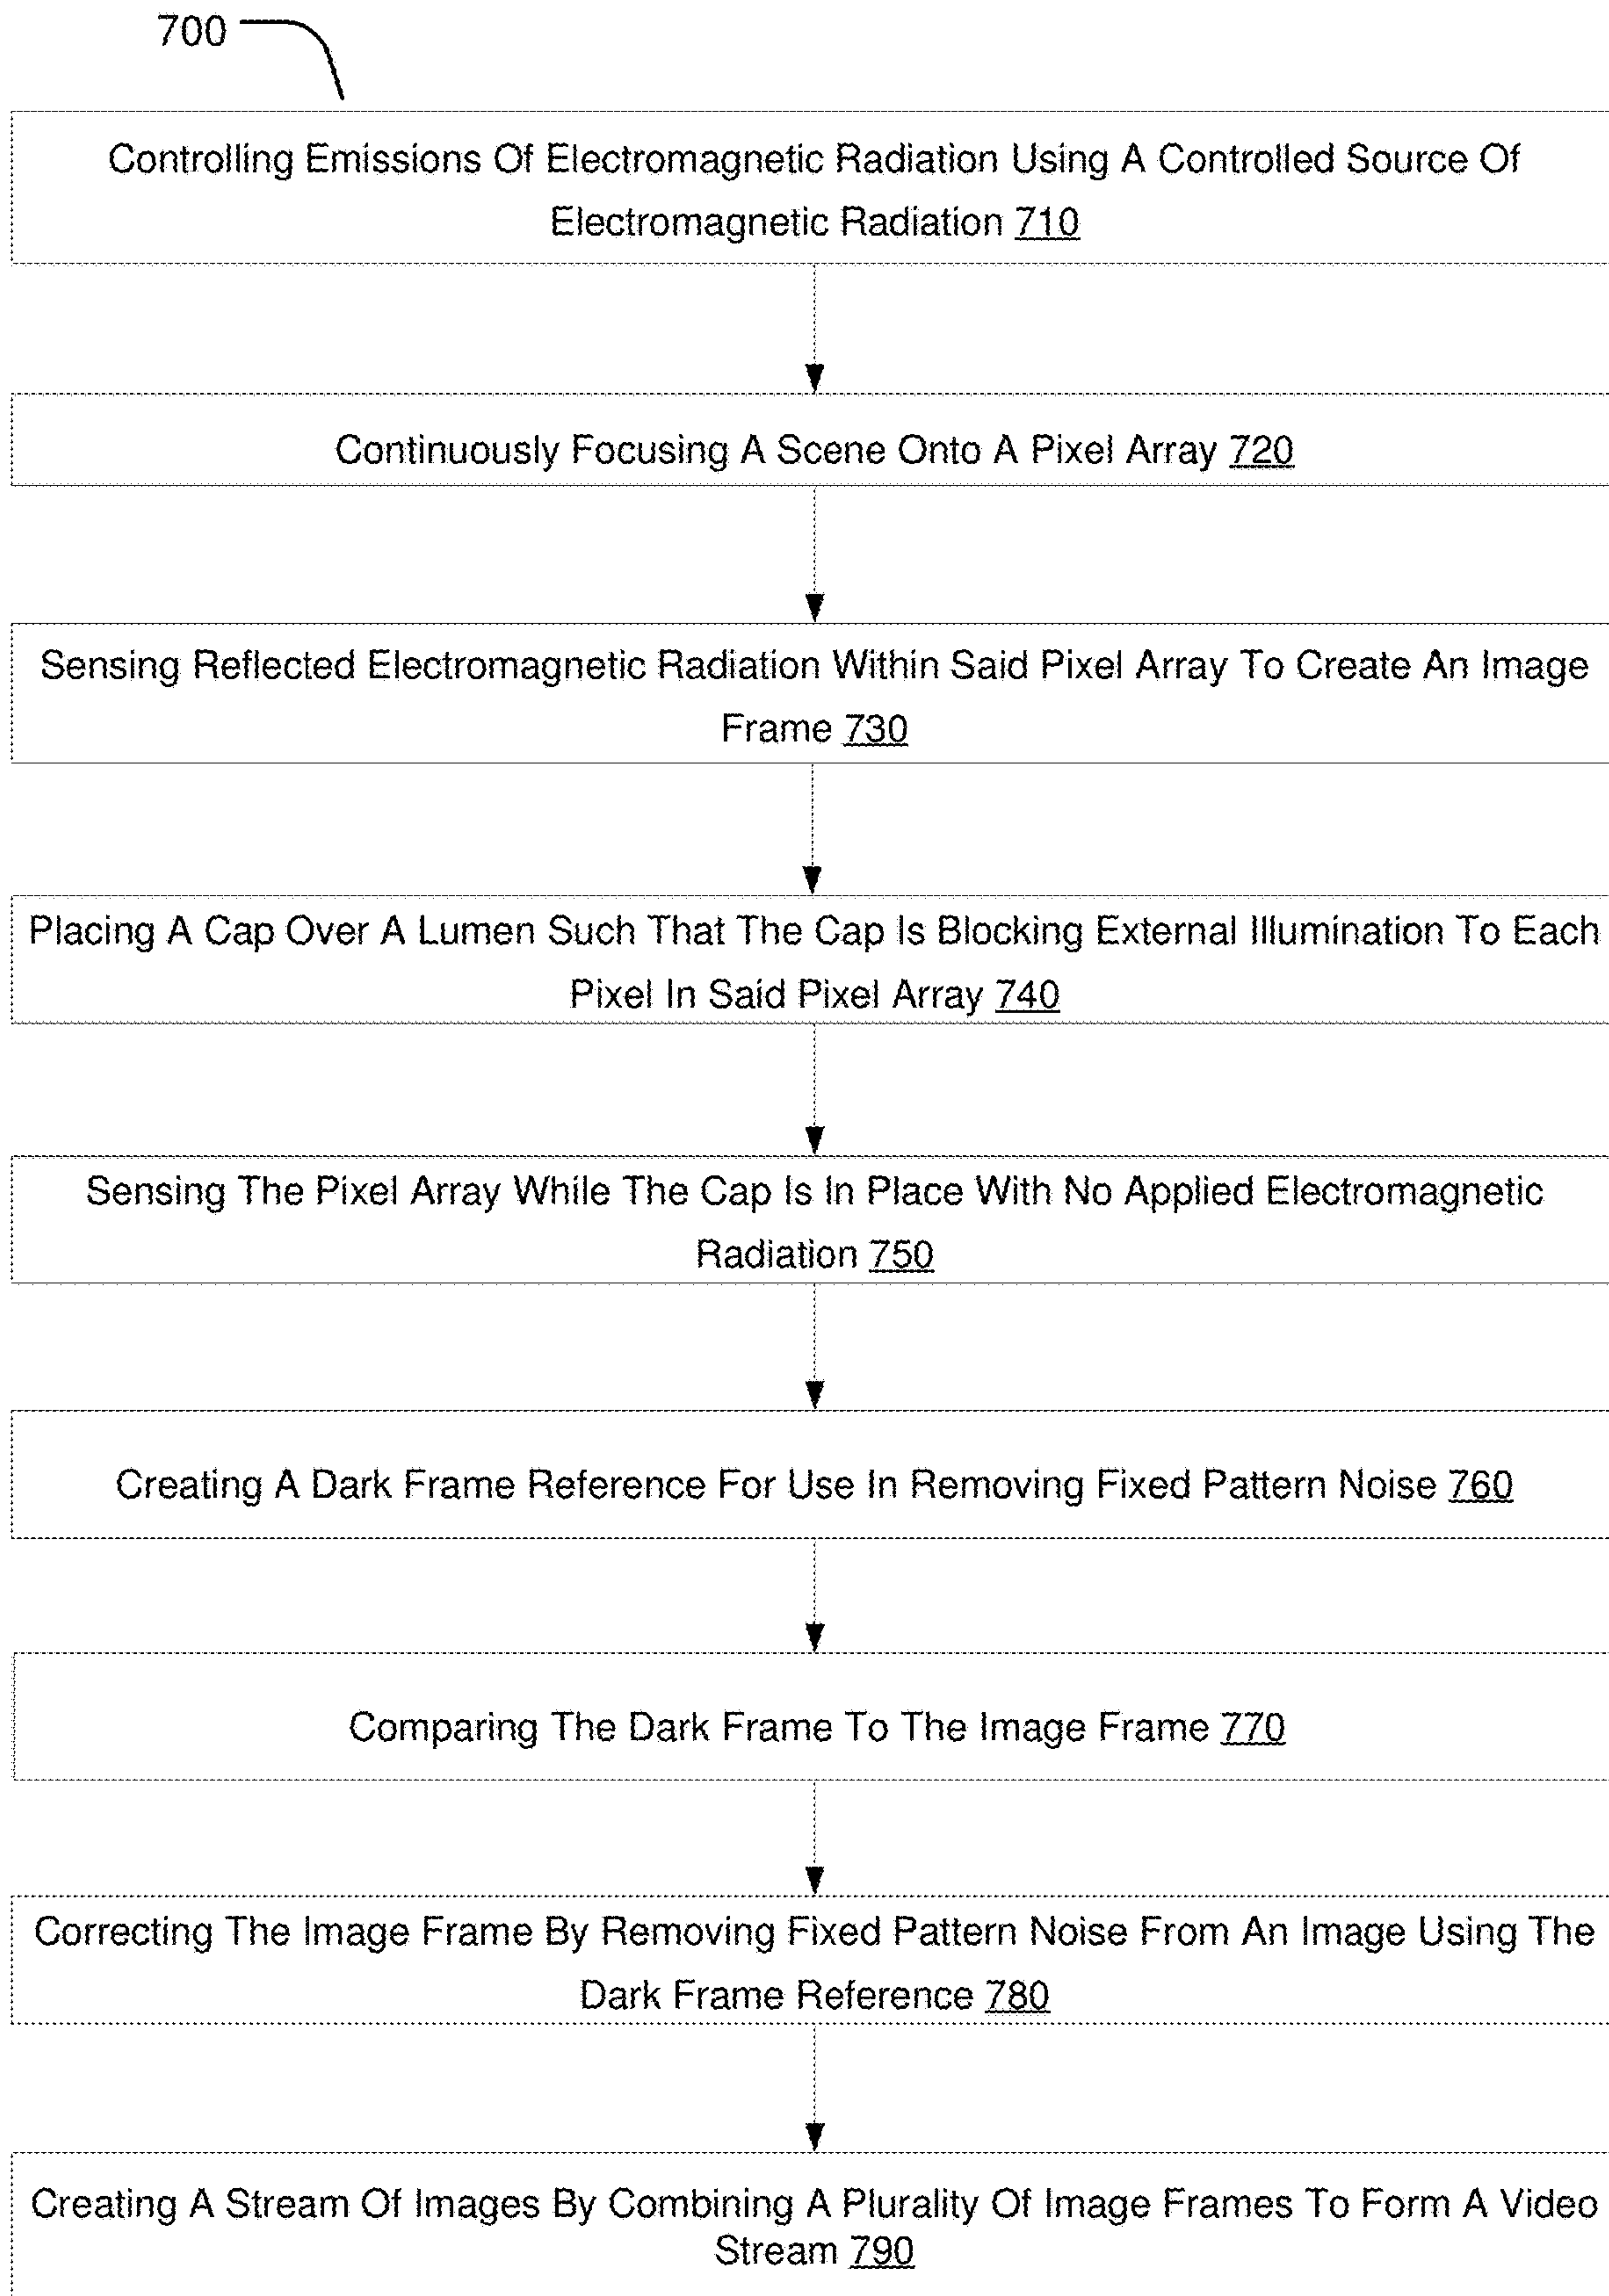 700
Controlling Emissions Of Electromagnetic Radiation Using A Controlled Source Of
Electromagnetic Radiation 710
Continuously Focusing A Scene Onto A Pixel Array 720
Sensing Reflected Electromagnetic Radiation Within Said Pixel Array To Create An Image
Frame 730
Placing A Cap Over A Lumen Such That The Cap Is Blocking External Illumination To Each
Pixel In Said Pixel Array 740
Sensing The Pixel Array While The Cap Is In Place With No Applied Electromagnetic
Radiation 750
Creating A Dark Frame Reference For Use In Removing Fixed Pattern Noise 760
Comparing The Dark Frame To The Image Frame 770
Correcting The Image Frame By Removing Fixed Pattern Noise From An Image Using The
Dark Frame Reference 780
Creating A Stream Of Images By Combining A Plurality Of Image Frames To Form A Video
Stream 790